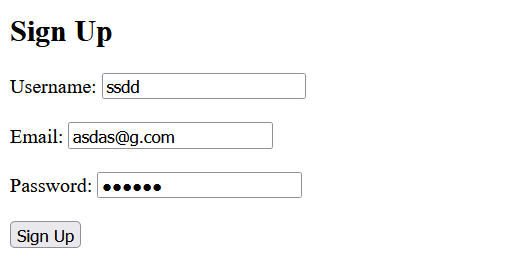 Sign Up
Username: ssdd
Email: asdas@g.com
Password: ●●●●●●
Sign Up